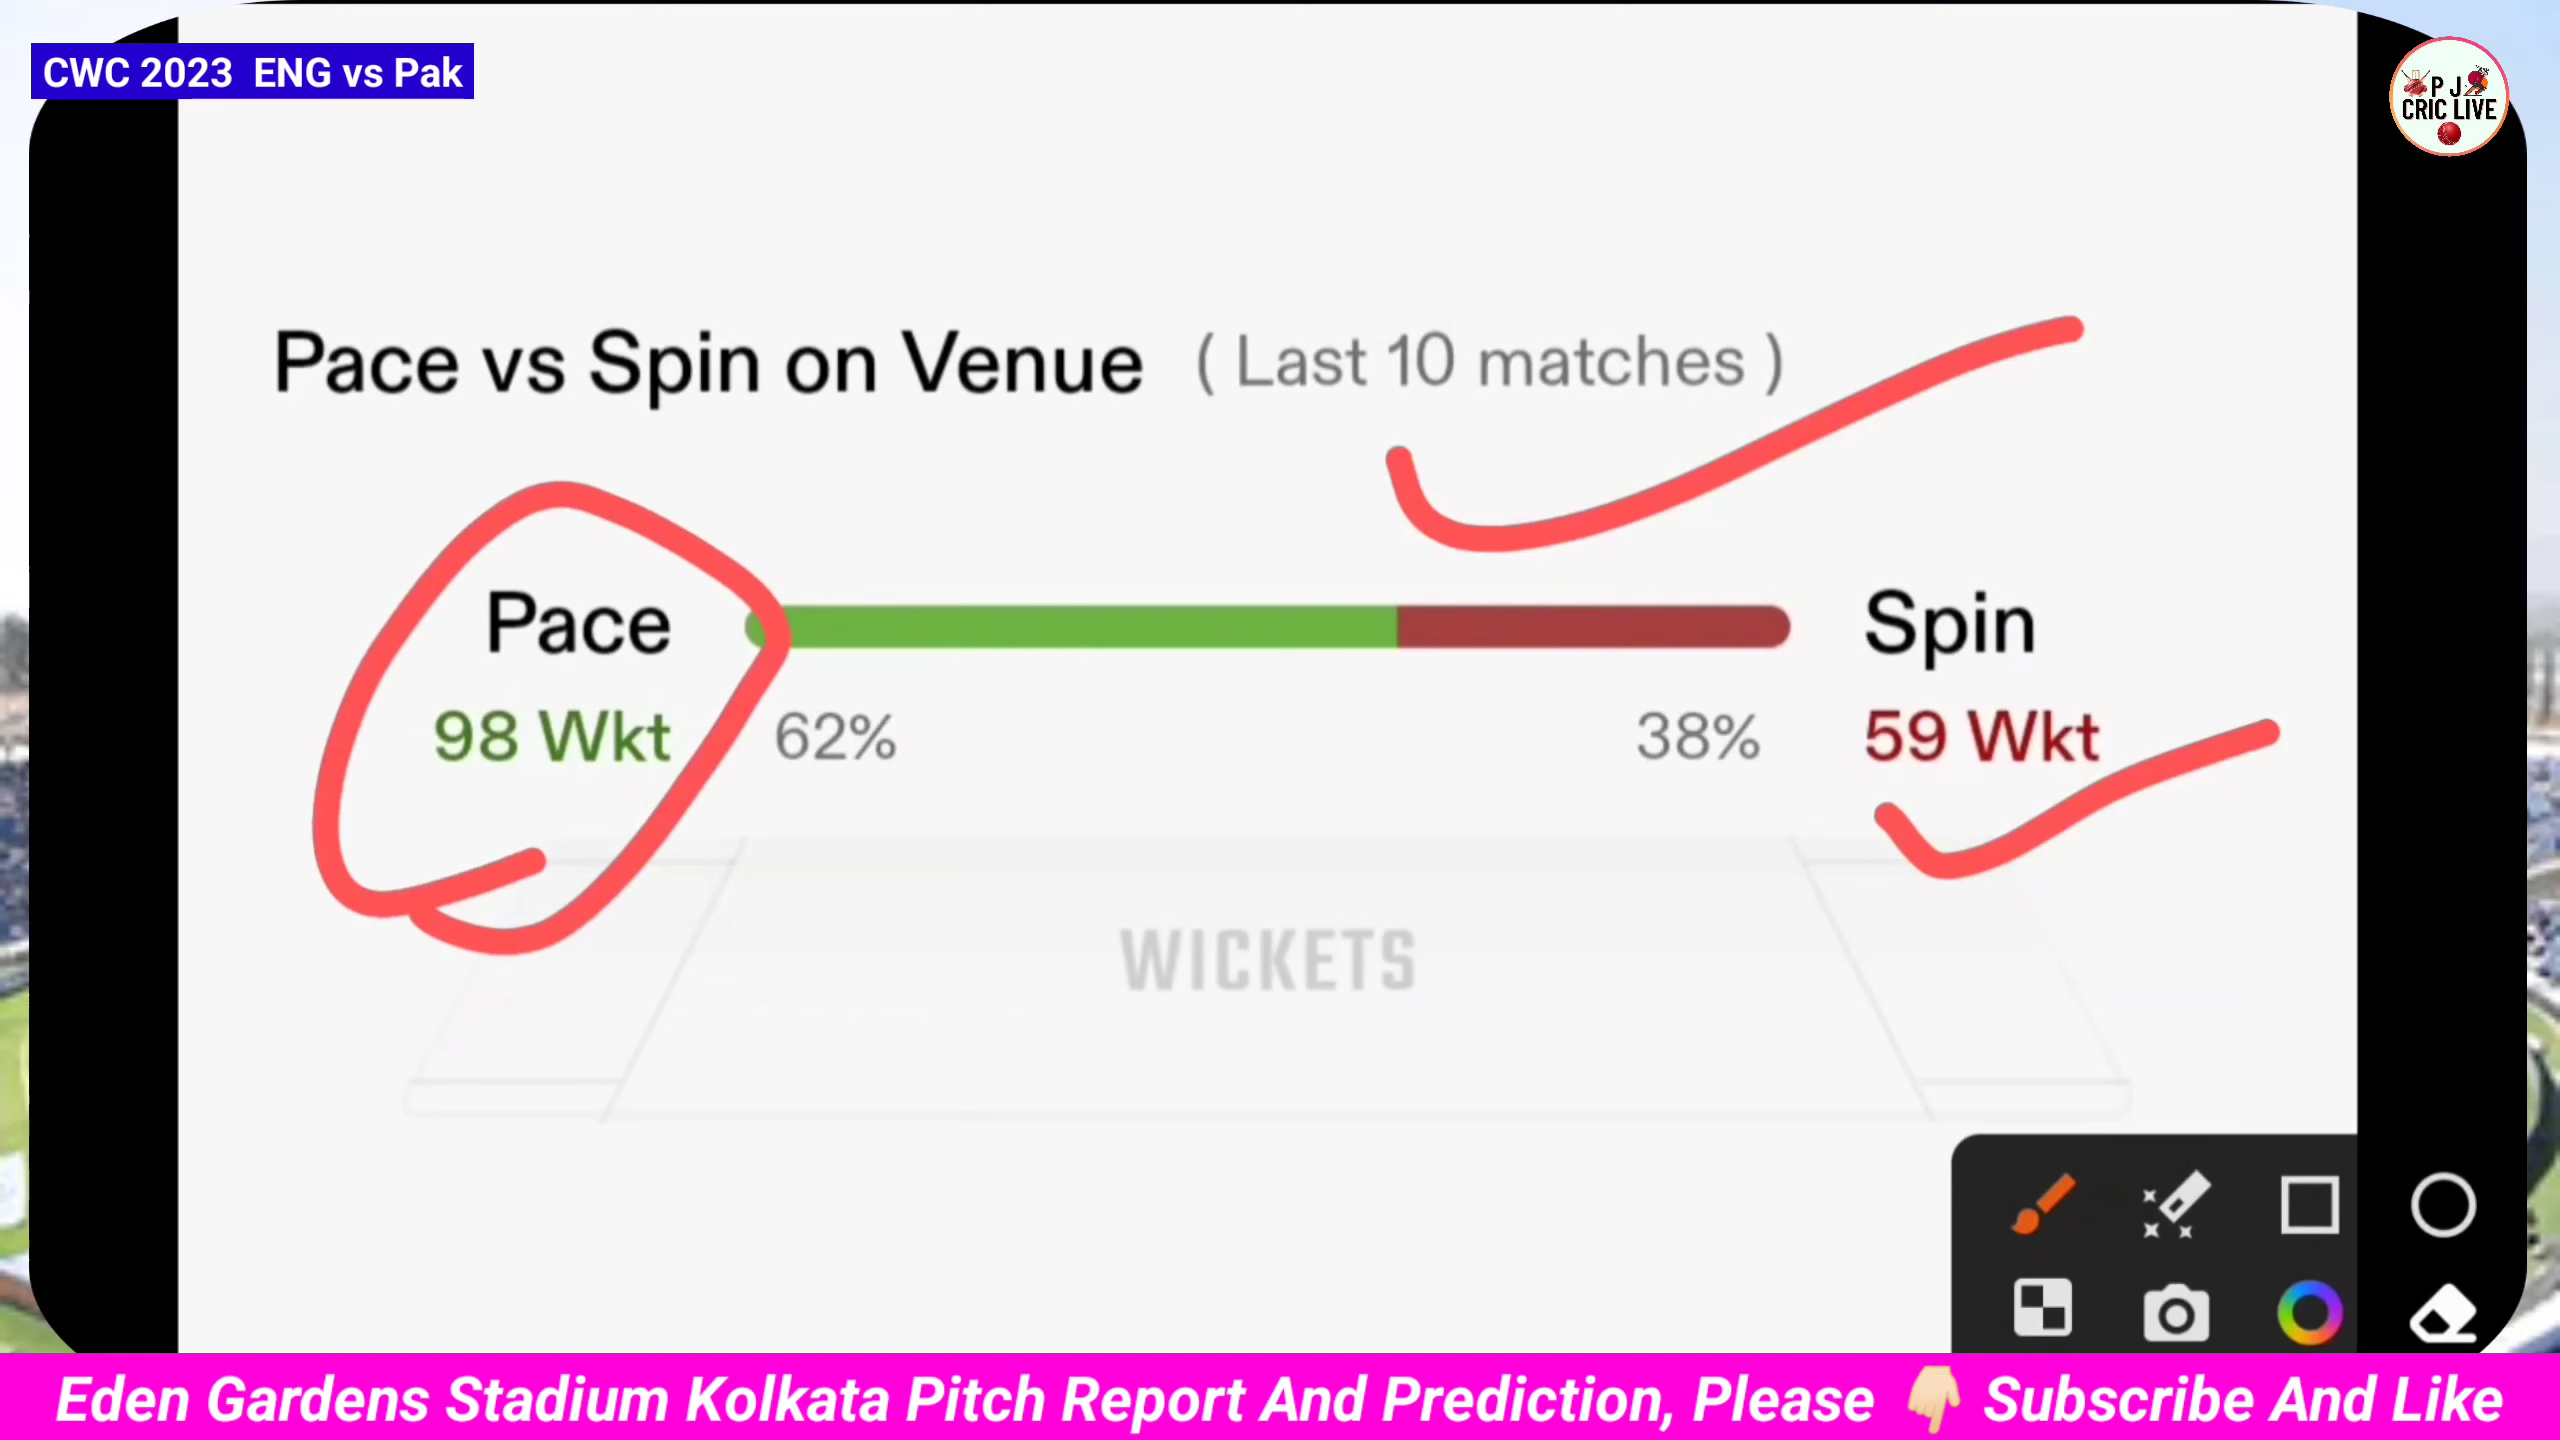 CWC 2023 ENG vs Pak
P J
CRIC LIVE
Pace vs Spin on Venue ( Last 10 matches )
Pace Spin
98 Wkt 62% 38% 59 Wkt
WICKETS
Eden Gardens Stadium Kolkata Pitch Report And Prediction, Please 👇🏻 Subscribe And Like